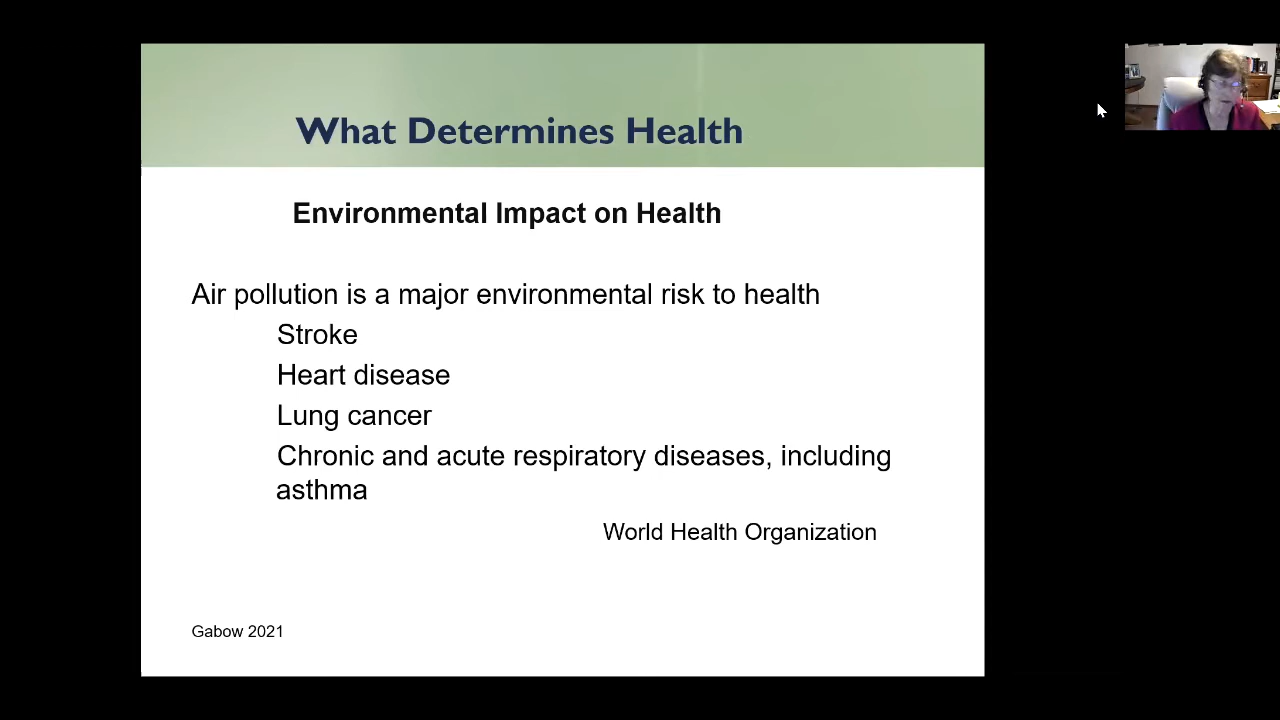 What Determines Health
Environmental Impact on Health
Air pollution is a major environmental risk to health
Stroke
Heart disease
Lung cancer
Chronic and acute respiratory diseases, including
asthma
World Health Organization
Gabow 2021